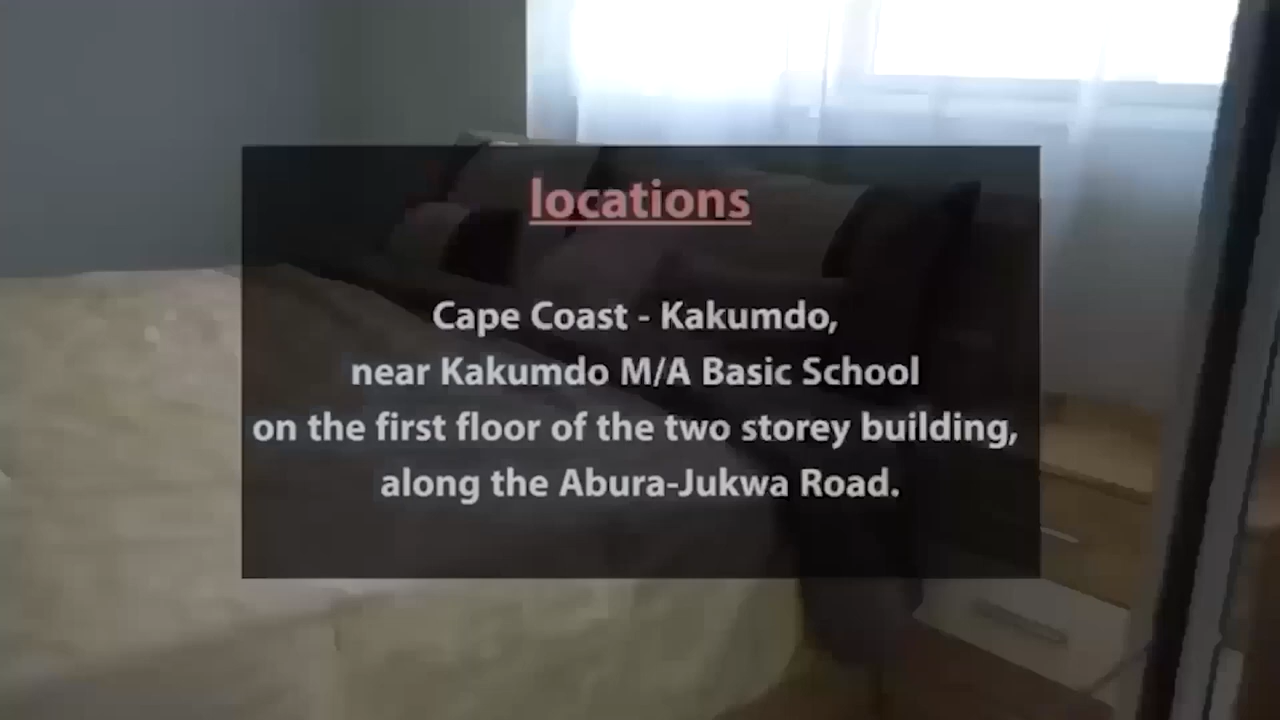 locations
Cape Coast - Kakumdo,
near Kakumdo M/A Basic School
on the first floor of the two storey building,
along the Abura-Jukwa Road.